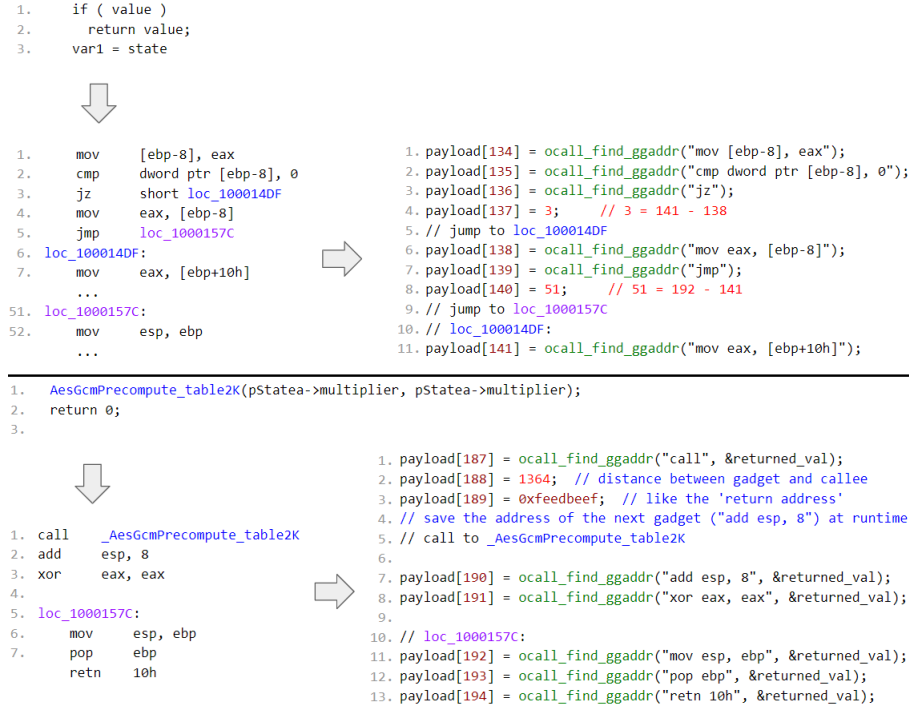 1. if ( value )
2. return value;
3. var1 = state
1. mov [ebp-8], eax
2. cmp dword ptr [ebp-8], 0
3. jz short loc_100014DF
4. mov eax, [ebp-8]
5. jmp loc_1000157C
6. loc_100014DF:
7. mov eax, [ebp+10h]
...
51. loc_1000157C:
52. mov esp, ebp
...
1. payload[134] = ocall_find_ggaddr("mov [ebp-8], eax");
2. payload[135] = ocall_find_ggaddr("cmp dword ptr [ebp-8], 0");
3. payload[136] = ocall_find_ggaddr("jz");
4. payload[137] = 3; // 3 = 141 - 138
5. // jump to loc_100014DF
6. payload[138] = ocall_find_ggaddr("mov eax, [ebp-8]");
7. payload[139] = ocall_find_ggaddr("jmp");
8. payload[140] = 51; // 51 = 192 - 141
9. // jump to loc_1000157C
10. // loc_100014DF:
11. payload[141] = ocall_find_ggaddr("mov eax, [ebp+10h]");
1. AesGcmPrecompute_table2K(pStatea->multiplier, pStatea->multiplier);
2. return 0;
3.
1. call _AesGcmPrecompute_table2K
2. add esp, 8
3. xor eax, eax
4.
5. loc_1000157C:
6. mov esp, ebp
7. pop ebp
retn 10h
1. payload[187] = ocall_find_ggaddr("call", &returned_val);
2. payload[188] = 1364; // distance between gadget and callee
3. payload[189] = 0xfeedbeef; // like the 'return address'
4. // save the address of the next gadget ("add esp, 8") at runtime
5. // call to _AesGcmPrecompute_table2K
6.
7. payload[190] = ocall_find_ggaddr("add esp, 8", &returned_val);
8. payload[191] = ocall_find_ggaddr("xor eax, eax", &returned_val);
9.
10. // loc_1000157C:
11. payload[192] = ocall_find_ggaddr("mov esp, ebp", &returned_val);
12. payload[193] = ocall_find_ggaddr("pop ebp", &returned_val);
13. payload[194] = ocall_find_ggaddr("retn 10h", &returned_val);